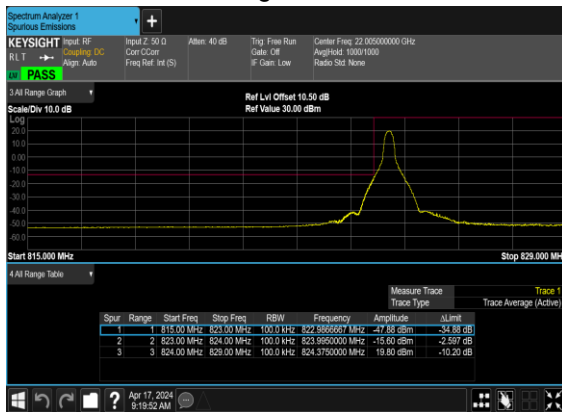 Spectrum Analyzer 1
Spurious Emissions
KEYSIGHT Input: RF Input Z: 50 Ω Atten: 40 dB Trig: Free Run Center Freq: 22.005000000 GHz
RLT Coupling: DC Corr CCorr Gate: Off Avg|Hold: 1000/1000
Align: Auto Freq Ref: Int (S) IF Gain: Low Radio Std: None
PASS
3 All Range Graph
Ref Lvl Offset 10.50 dB
Scale/Div 10.0 dB Ref Value 30.00 dBm
Log
20.0
10.0
0.00
-10.0
-20.0
-30.0
-40.0
-50.0
-60.0
Start 815.000 MHz Stop 829.000 MH
4 All Range Table
Measure Trace Trace 1
Trace Type Trace Average (Active)
Spur Range Start Freq Stop Freq RBW Frequency Amplitude ΔLimit
1 1 815.00 MHz 823.00 MHz 100.0 kHz 822.9866667 MHz -47.88 dBm -34.88 dB
2 2 823.00 MHz 824.00 MHz 100.0 kHz 823.9950000 MHz -15.60 dBm -2.597 dB
3 3 824.00 MHz 829.00 MHz 100.0 kHz 824.3750000 MHz 19.80 dBm -10.20 dB
? Apr 17, 2024
9:19:52 AM